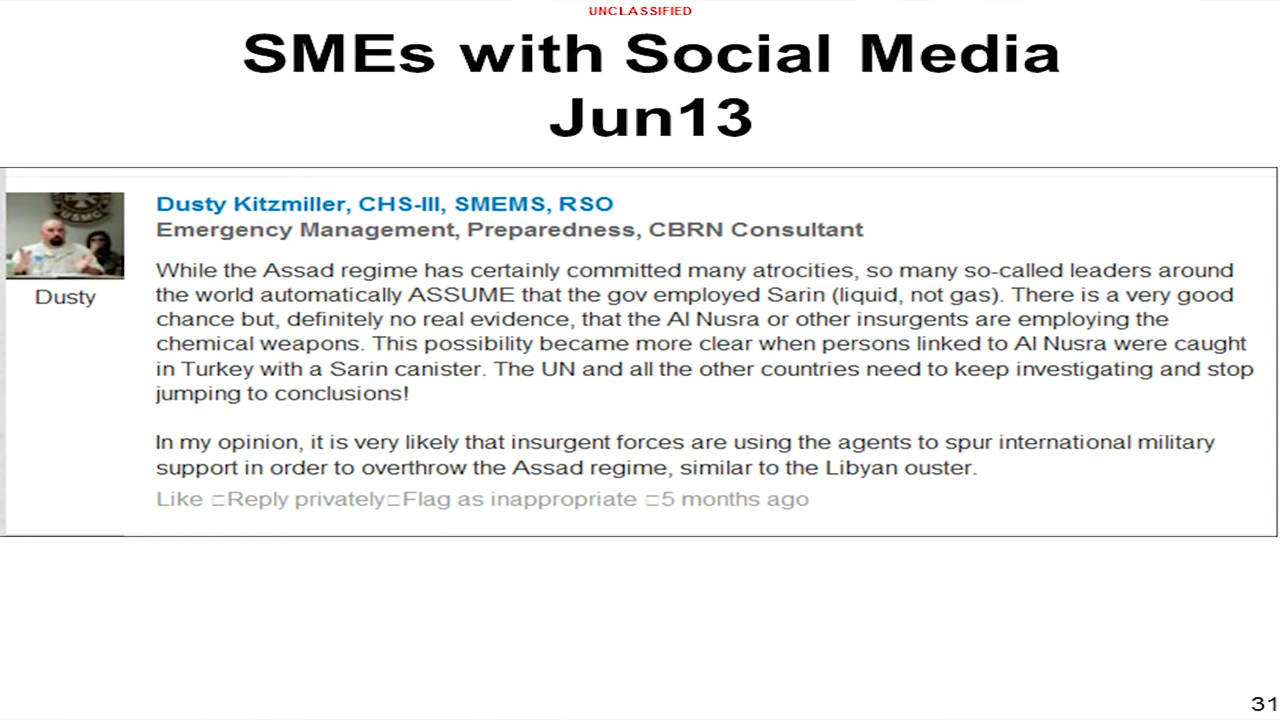 UNCLASSIFIED
SMEs with Social Media
Jun13
Dusty Kitzmiller, CHS-III, SMEMS, RSO
Emergency Management, Preparedness, CBRN Consultant
Dusty
While the Assad regime has certainly committed many atrocities, so many so-called leaders around
the world automatically ASSUME that the gov employed Sarin (liquid, not gas). There is a very good
chance but, definitely no real evidence, that the Al Nusra or other insurgents are employing the
chemical weapons. This possibility became more clear when persons linked to Al Nusra were caught
in Turkey with a Sarin canister. The UN and all the other countries need to keep investigating and stop
jumping to conclusions!
In my opinion, it is very likely that insurgent forces are using the agents to spur international military
support in order to overthrow the Assad regime, similar to the Libyan ouster.
Like □Reply privately□Flag as inappropriate □5 months ago
31